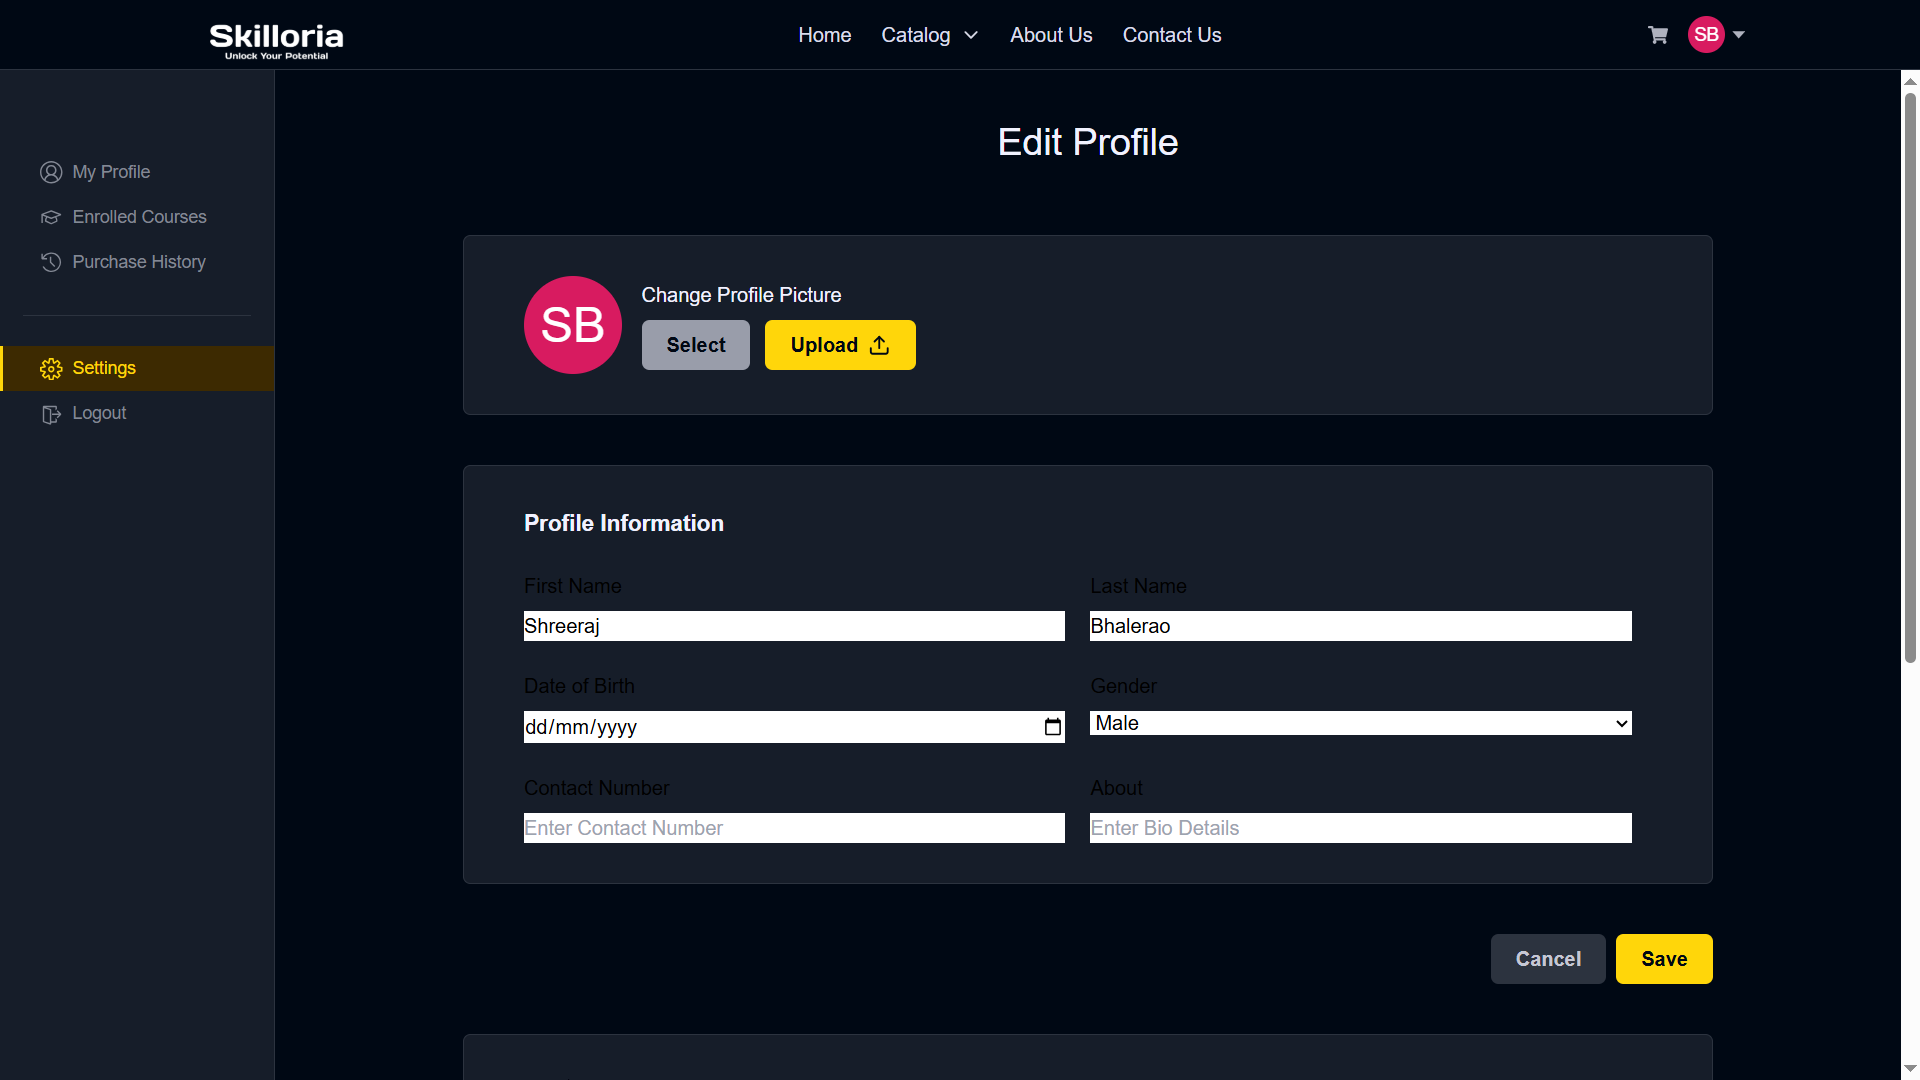 Skilloria
Unlock Your Potential
Home
Catalog
About Us
Contact Us
SB
My Profile
Enrolled Courses
Purchase History
Settings
Logout
Edit Profile
SB
Change Profile Picture
Select
Upload
Profile Information
First Name
Last Name
Shreeraj
Bhalerao
Date of Birth
Gender
dd/mm/yyyy
Male
Contact Number
About
Enter Contact Number
Enter Bio Details
Cancel
Save